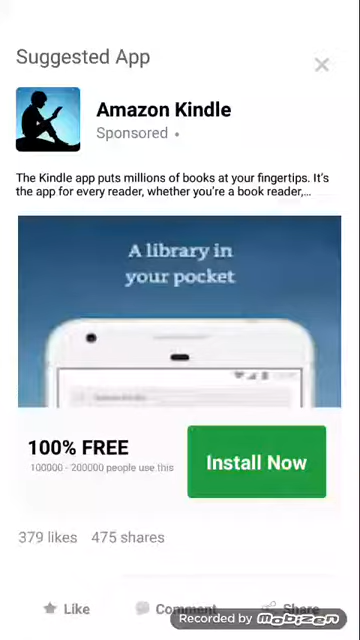 Suggested App
Amazon Kindle
Sponsored •
The Kindle app puts millions of books at your fingertips. It's
the app for every reader, whether you're a book reader,...
A library in
your pocket
100% FREE
100000 - 200000 people use this
Install Now
379 likes 475 shares
Like Comment Share
Recorded by mobizen